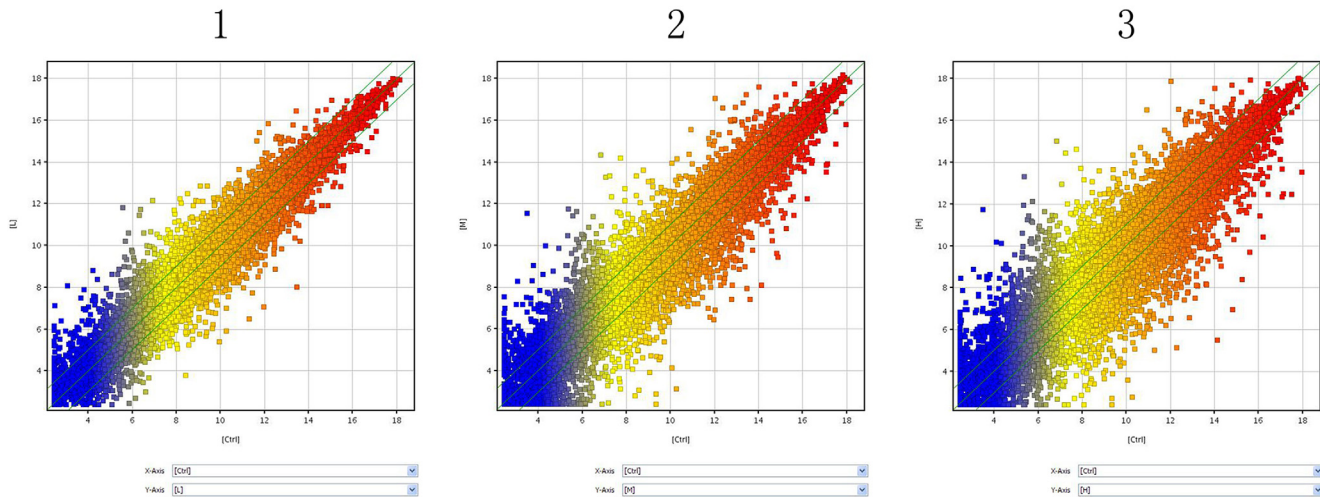 1 2 3
18 18 18
16 16 16
14 14 14
12 12 12
10 10 10
8 8 8
6 6 6
4 4 4
[L] [M] [H]
4 6 8 10 12 14 16 18 4 6 8 10 12 14 16 18 4 6 8 10 12 14 16 18
[Ctrl] [Ctrl] [Ctrl]
X-Axis [Ctrl] X-Axis [Ctrl] X-Axis [Ctrl]
Y-Axis [L] Y-Axis [M] Y-Axis [H]